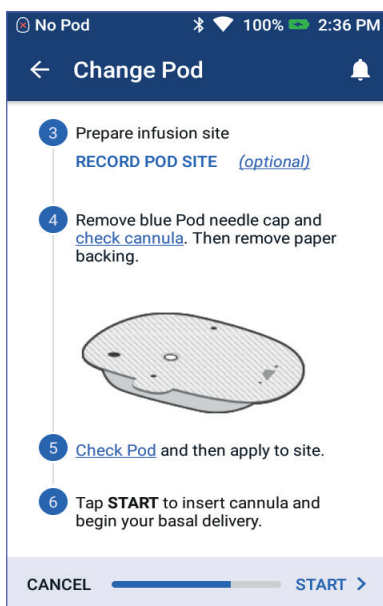 No Pod 100% 2:36 PM
Change Pod
3 Prepare infusion site
RECORD POD SITE (optional)
4 Remove blue Pod needle cap and
check cannula. Then remove paper
backing.
5 Check Pod and then apply to site.
6 Tap START to insert cannula and
begin your basal delivery.
CANCEL START